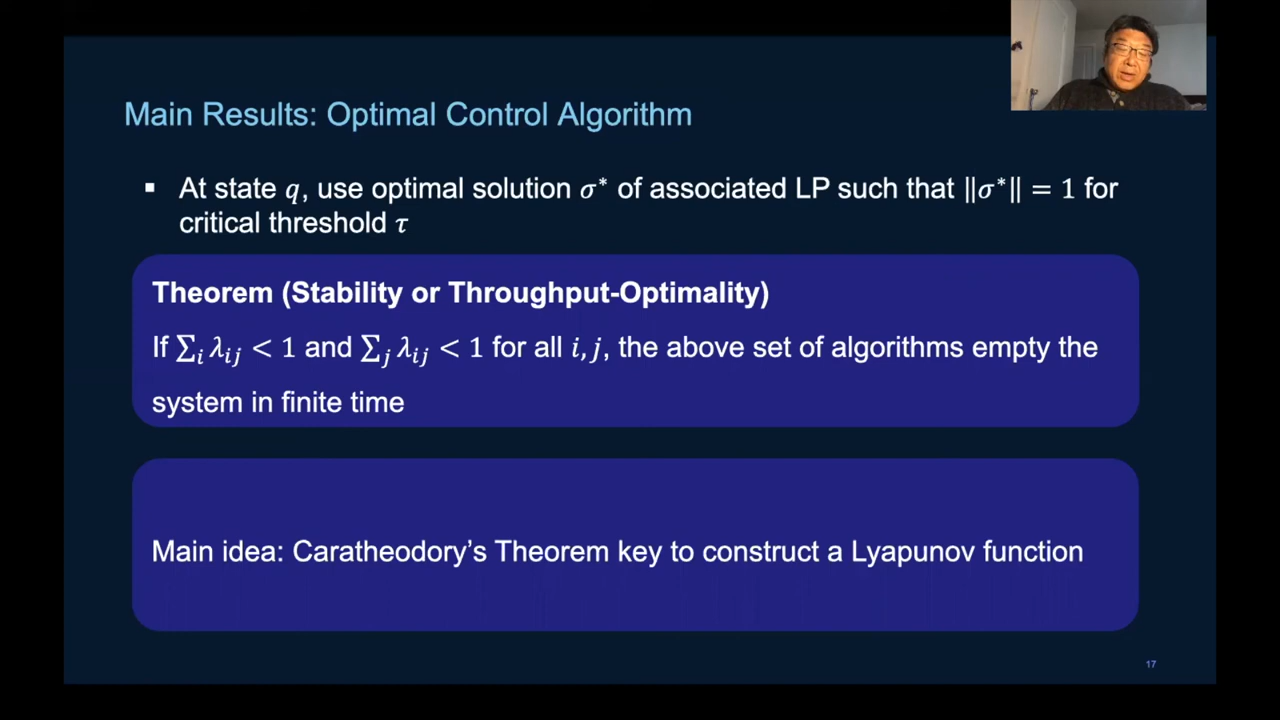 Main Results: Optimal Control Algorithm
▪ At state 𝑞, use optimal solution 𝜎* of associated LP such that ‖𝜎*‖ = 1 for
critical threshold 𝜏
Theorem (Stability or Throughput-Optimality)
If ∑ᵢ 𝜆ᵢⱼ < 1 and ∑ⱼ 𝜆ᵢⱼ < 1 for all 𝑖, 𝑗, the above set of algorithms empty the
system in finite time
Main idea: Caratheodory’s Theorem key to construct a Lyapunov function
17